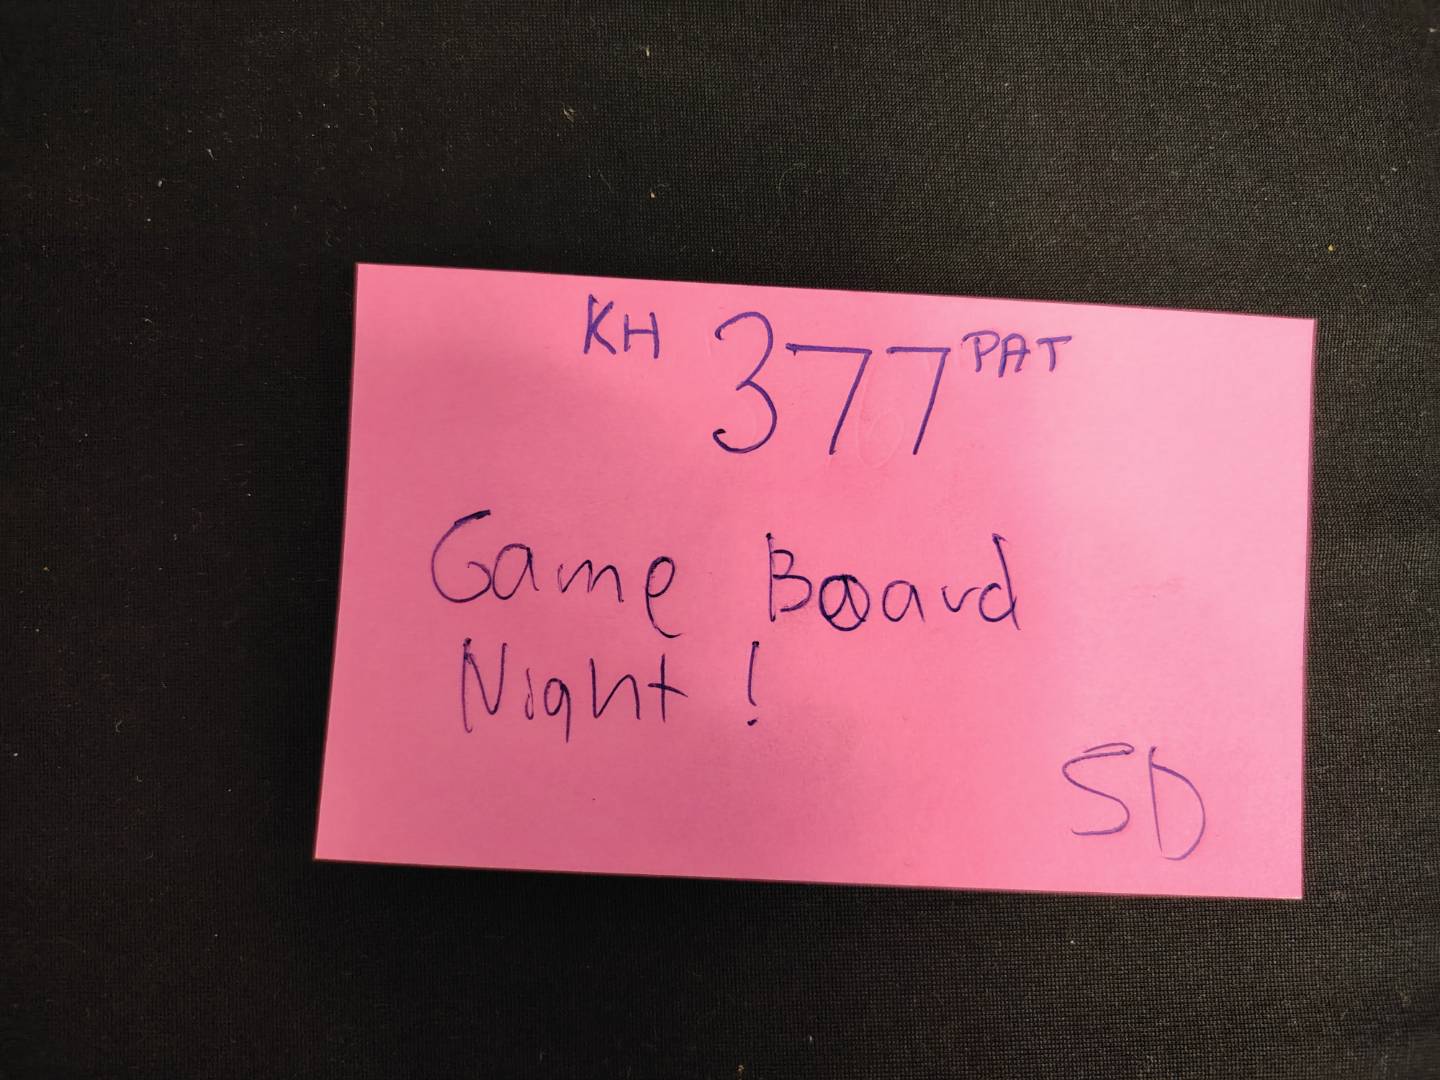 KH 377 PAT
Game Board
Night !
SD